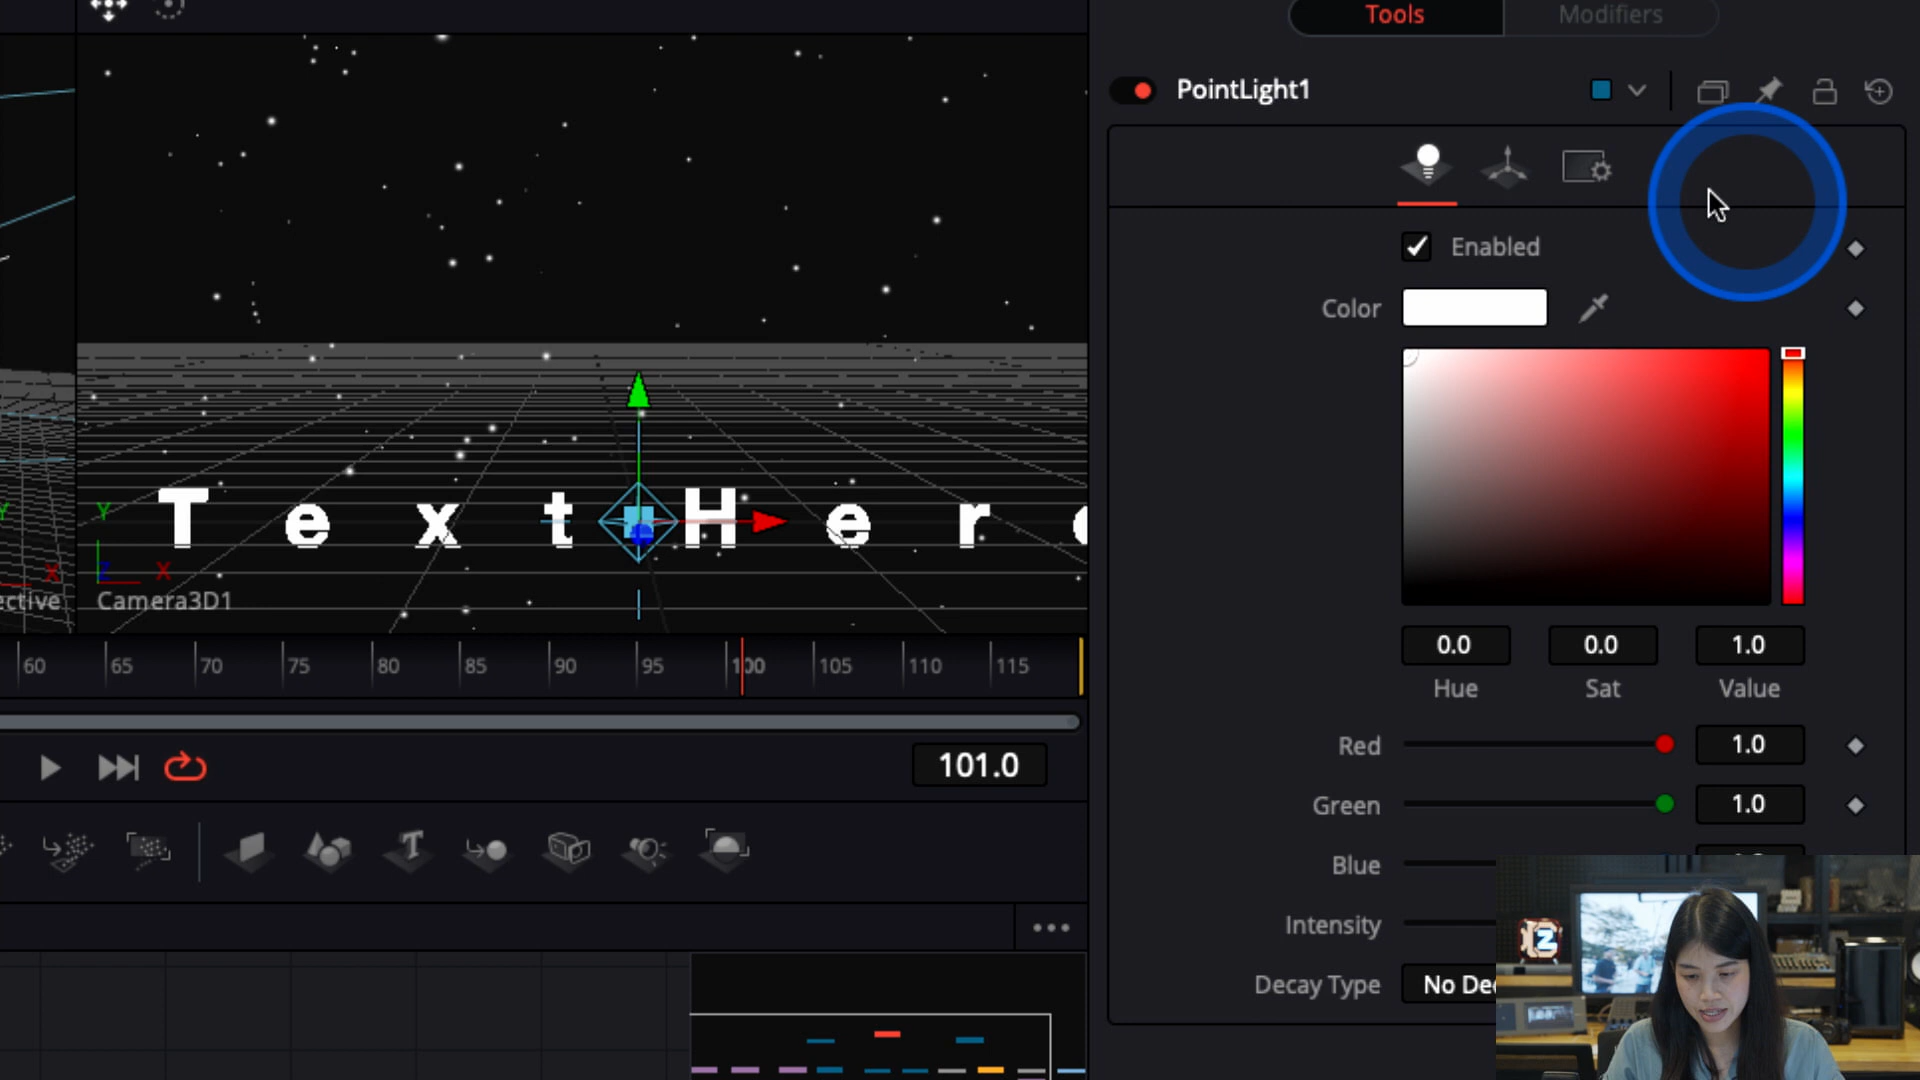 Tools
Modifiers
PointLight1
Enabled
Color
0.0
0.0
1.0
Hue
Sat
Value
Red
1.0
Green
1.0
Blue
Intensity
Decay Type
No De
Text Here
Y
X
Z
X
Camera3D1
60
65
70
75
80
85
90
95
100
105
110
115
101.0
T
Z